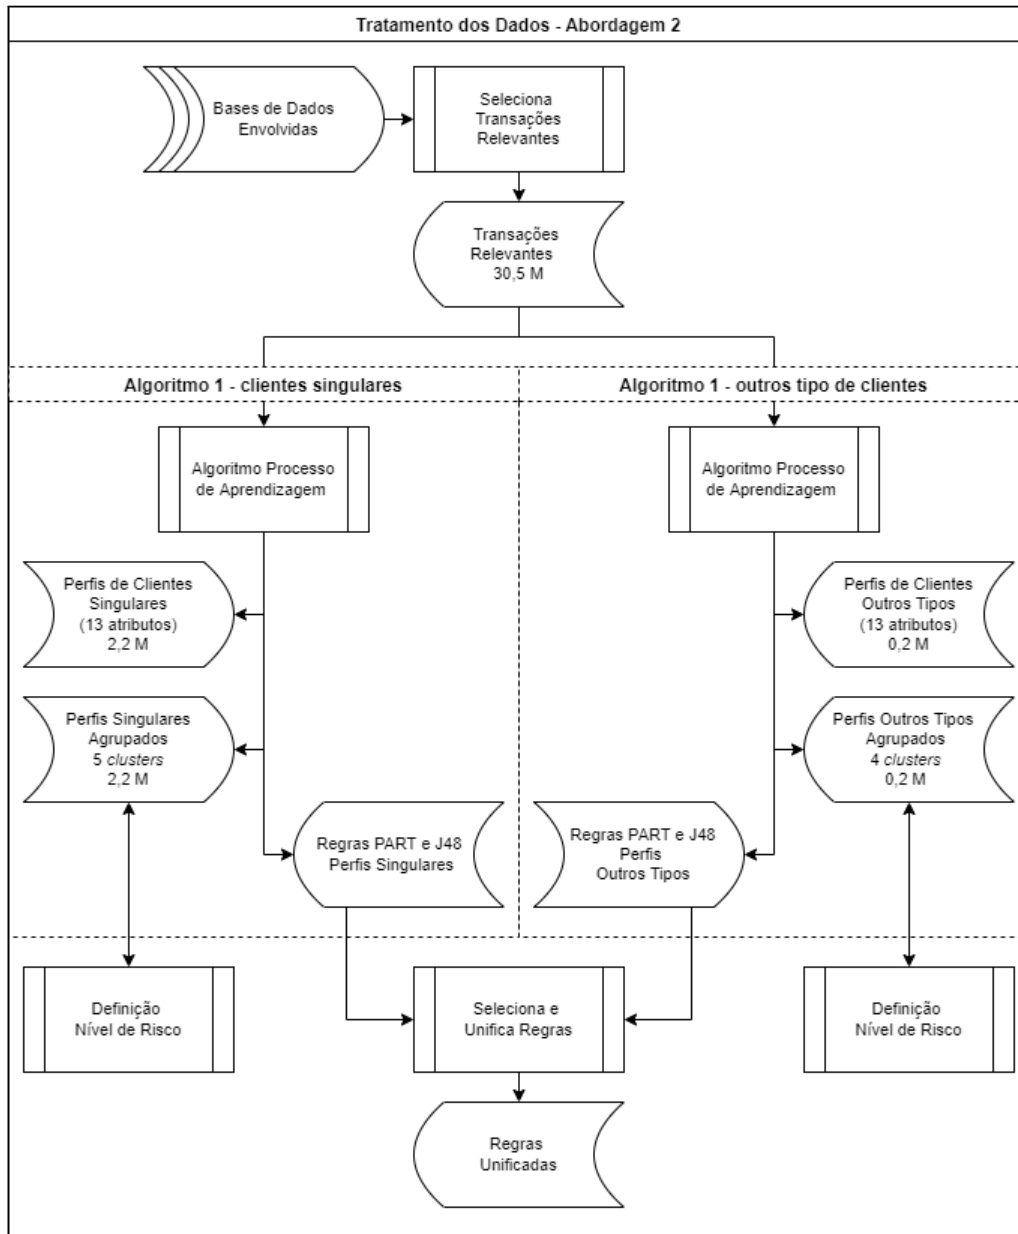 Tratamento dos Dados - Abordagem 2
Bases de Dados
Envolvidas
Seleciona
Transações
Relevantes
Transações
Relevantes
30,5 M
Algoritmo 1 - clientes singulares
Algoritmo 1 - outros tipo de clientes
Algoritmo Processo
de Aprendizagem
Algoritmo Processo
de Aprendizagem
Perfis de Clientes
Singulares
(13 atributos)
2,2 M
Perfis de Clientes
Outros Tipos
(13 atributos)
0,2 M
Perfis Singulares
Agrupados
5 clusters
2,2 M
Perfis Outros Tipos
Agrupados
4 clusters
0,2 M
Regras PART e J48
Perfis Singulares
Regras PART e J48
Perfis
Outros Tipos
Definição
Nível de Risco
Seleciona e
Unifica Regras
Definição
Nível de Risco
Regras
Unificadas